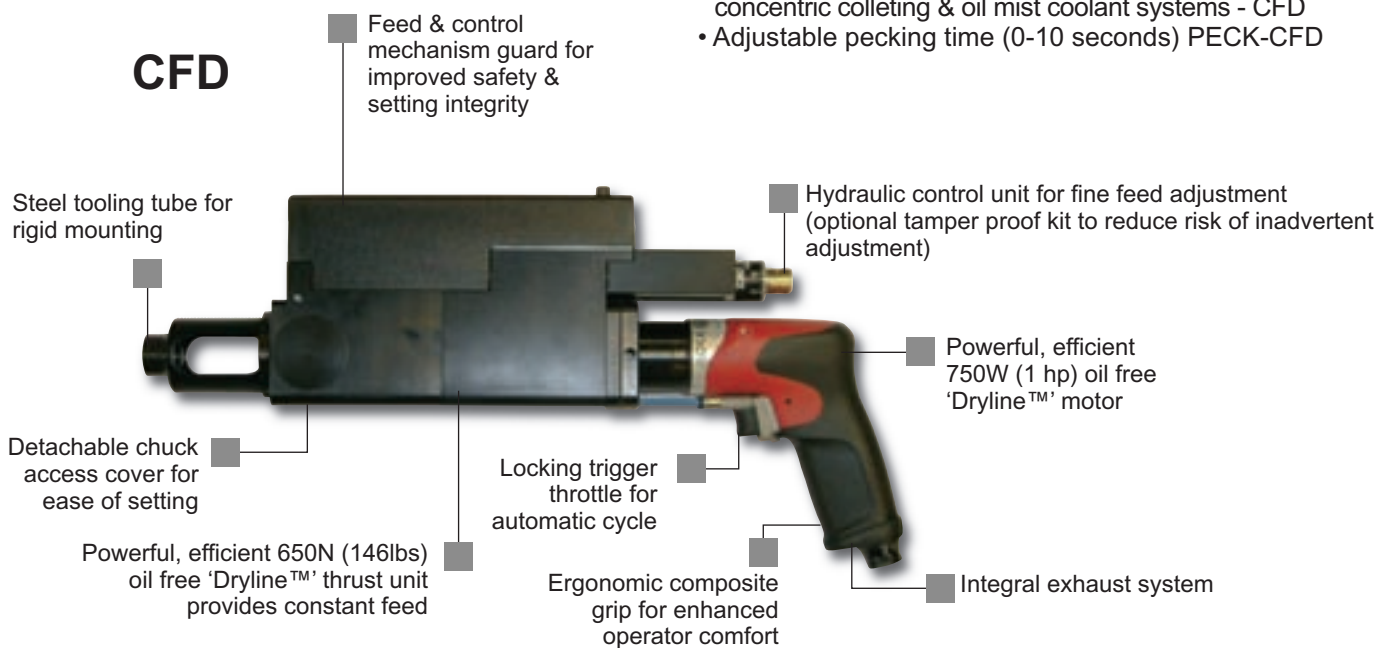 concentric colleting & oil mist coolant systems - CFD
• Adjustable pecking time (0-10 seconds) PECK-CFD
CFD
Feed & control
mechanism guard for
improved safety &
setting integrity
Steel tooling tube for
rigid mounting
Hydraulic control unit for fine feed adjustment
(optional tamper proof kit to reduce risk of inadvertent
adjustment)
Powerful, efficient
750W (1 hp) oil free
‘Dryline™’ motor
Detachable chuck
access cover for
ease of setting
Locking trigger
throttle for
automatic cycle
Powerful, efficient 650N (146lbs)
oil free ‘Dryline™’ thrust unit
provides constant feed
Ergonomic composite
grip for enhanced
operator comfort
Integral exhaust system